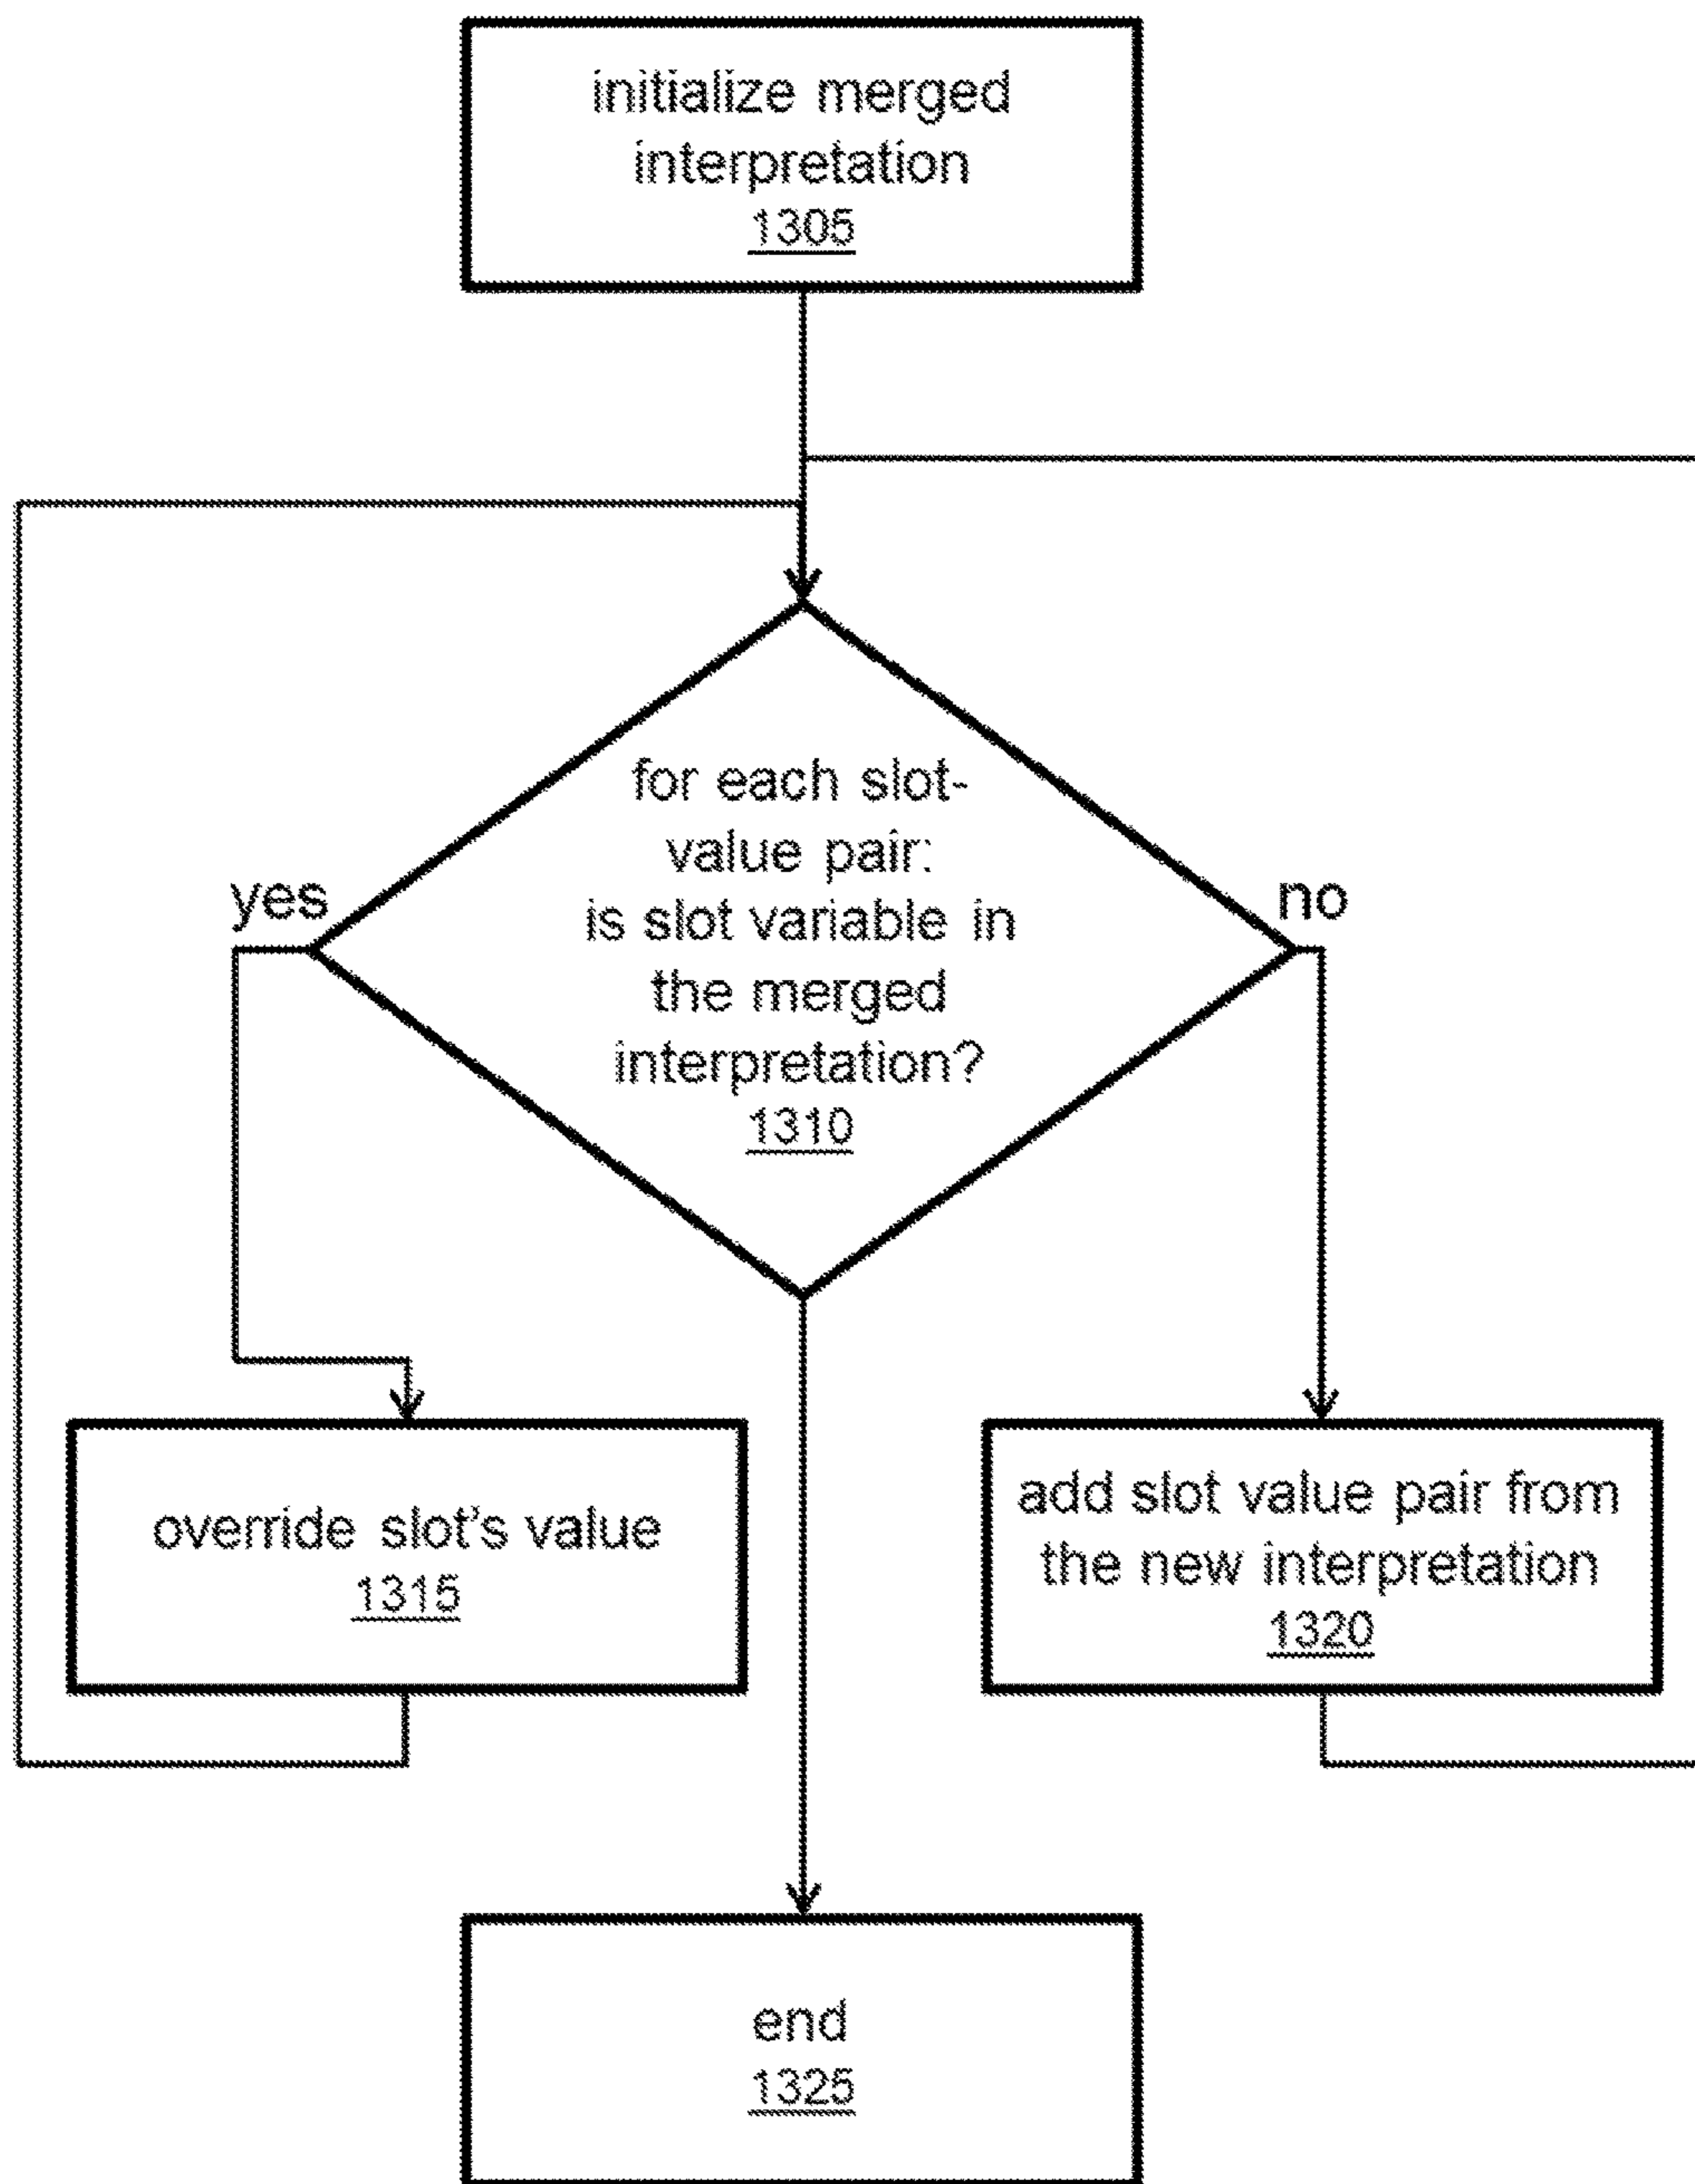 initialize merged
interpretation
1305
for each slot-
value pair:
is slot variable in
the merged
interpretation?
1310
yes
no
override slot's value
1315
add slot value pair from
the new interpretation
1320
end
1325